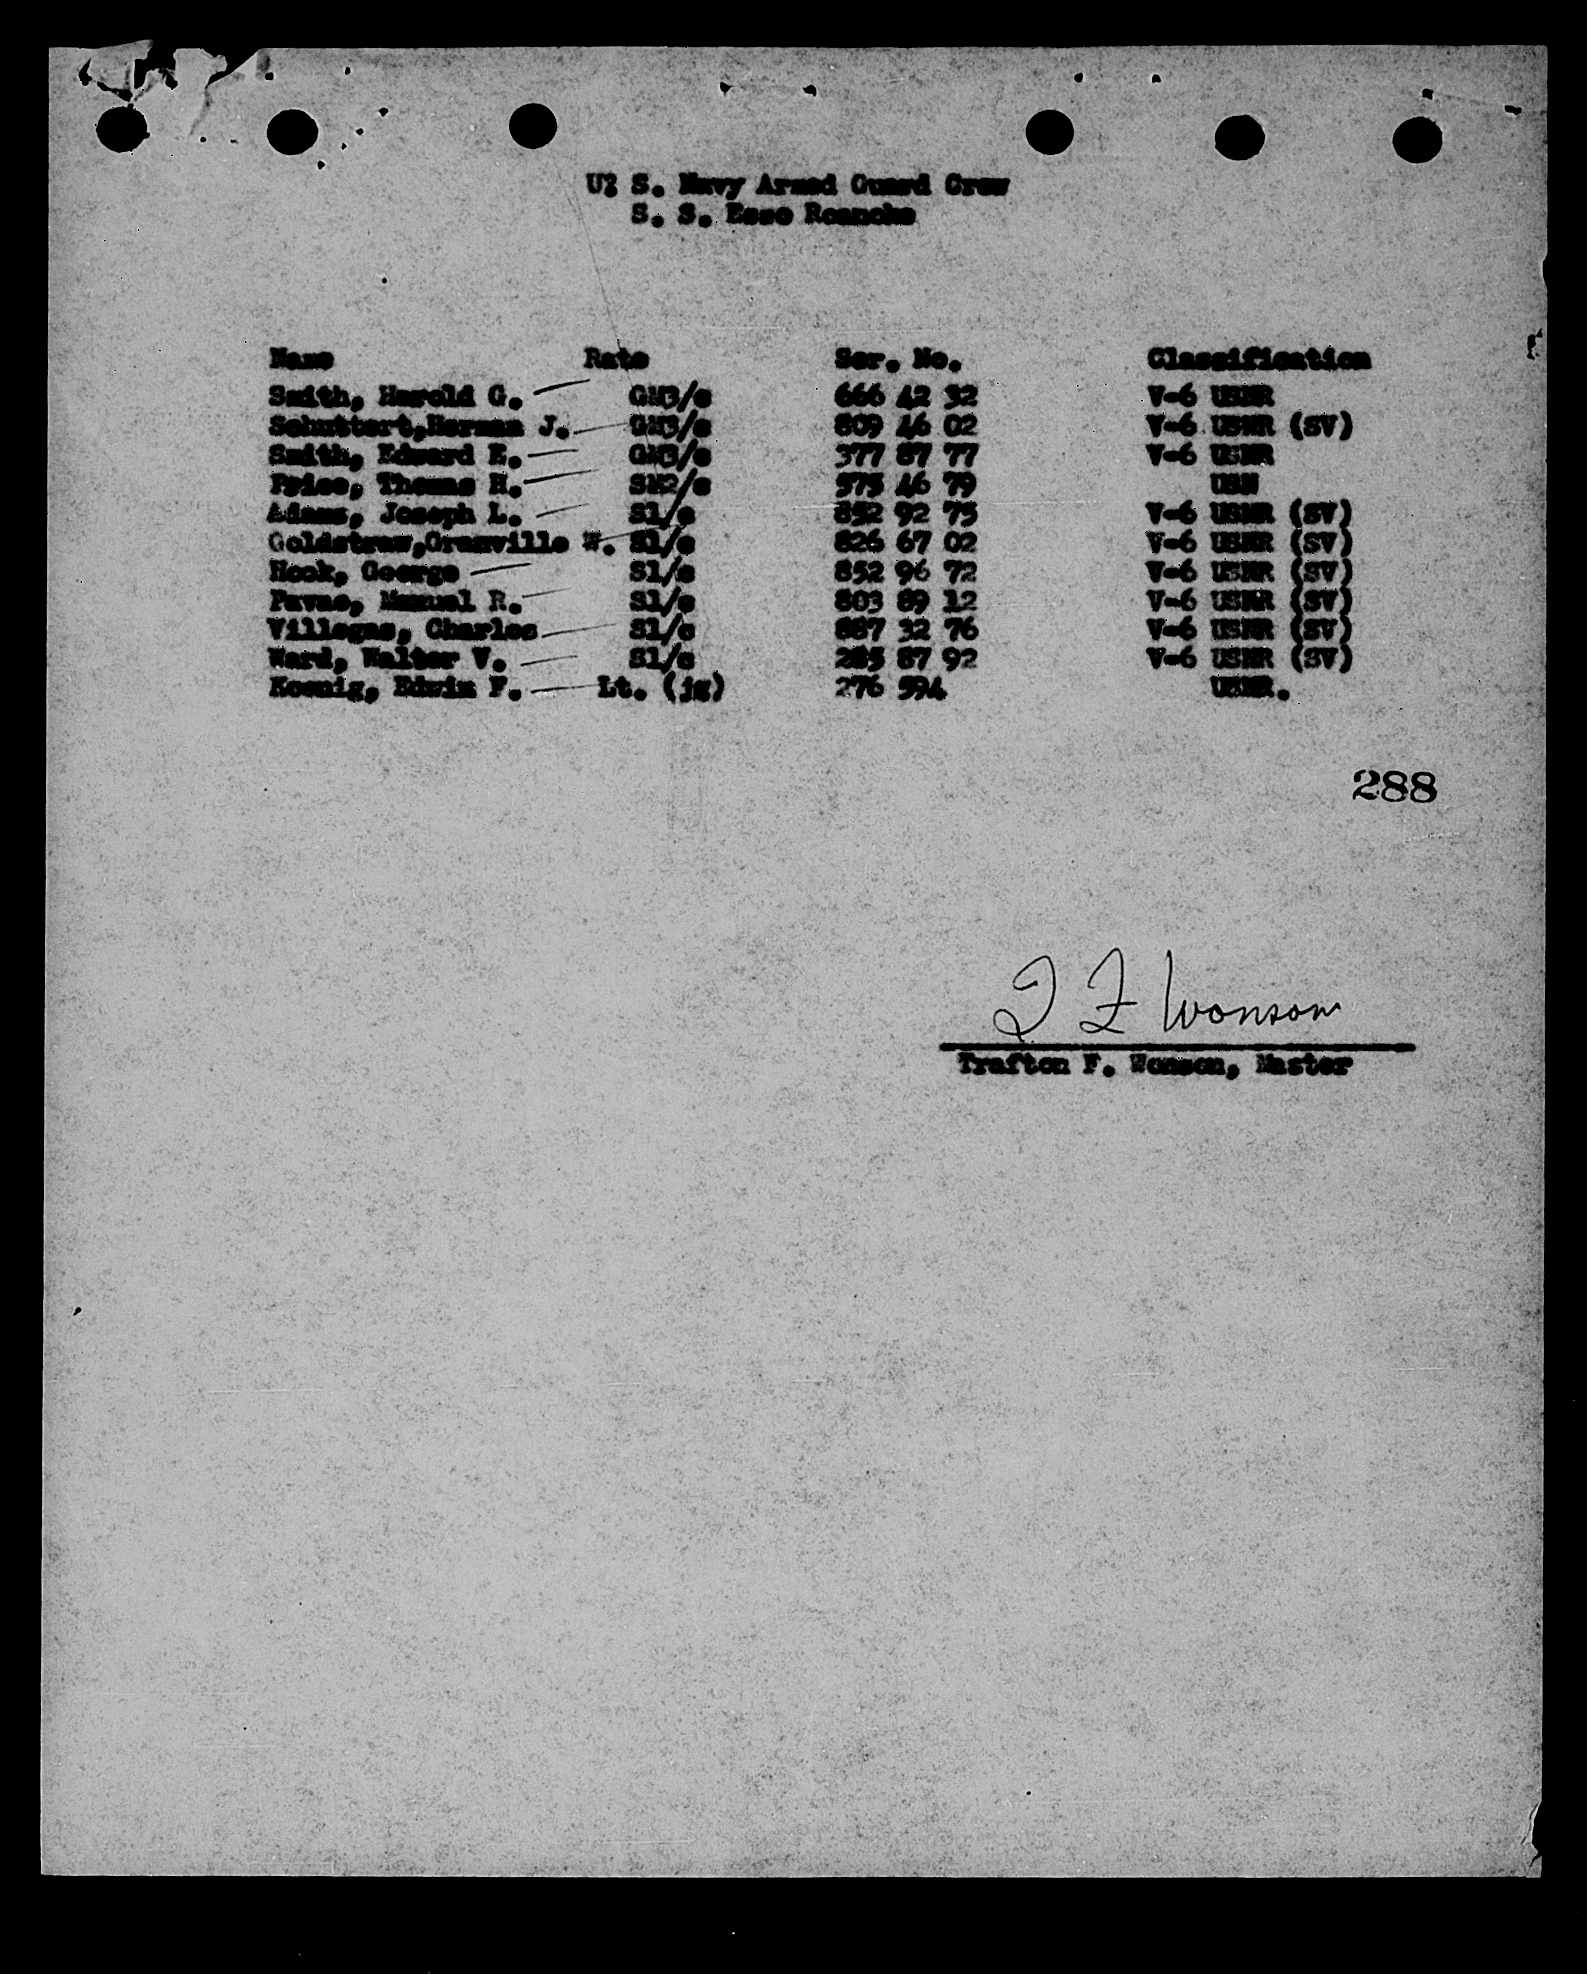 U. S. Navy Armed Guard Crew
S. S. Esso Roanoke
Name Rate Ser. No. Classification
Smith, Harold G. GM3/c 666 42 32 V-6 USNR
Schuttert,Herman J. GM3/c 809 46 02 V-6 USNR (SV)
Smith, Edward E. GM3/c 377 87 77 V-6 USNR
Price, Thomas H. SM2/c 575 46 79 USN
Adams, Joseph L. S1/c 852 92 75 V-6 USNR (SV)
Goldstraw,Granville W. S1/c 826 67 02 V-6 USNR (SV)
Hook, George S1/c 852 96 72 V-6 USNR (SV)
Pavao, Manual R. S1/c 803 89 12 V-6 USNR (SV)
Villegas, Charles S1/c 887 32 76 V-6 USNR (SV)
Ward, Walter V. S1/c 285 87 92 V-6 USNR (SV)
Koenig, Edwin F. Lt. (jg) 276 594 USNR.
288
T F Wonson
Trafton F. Wonson, Master